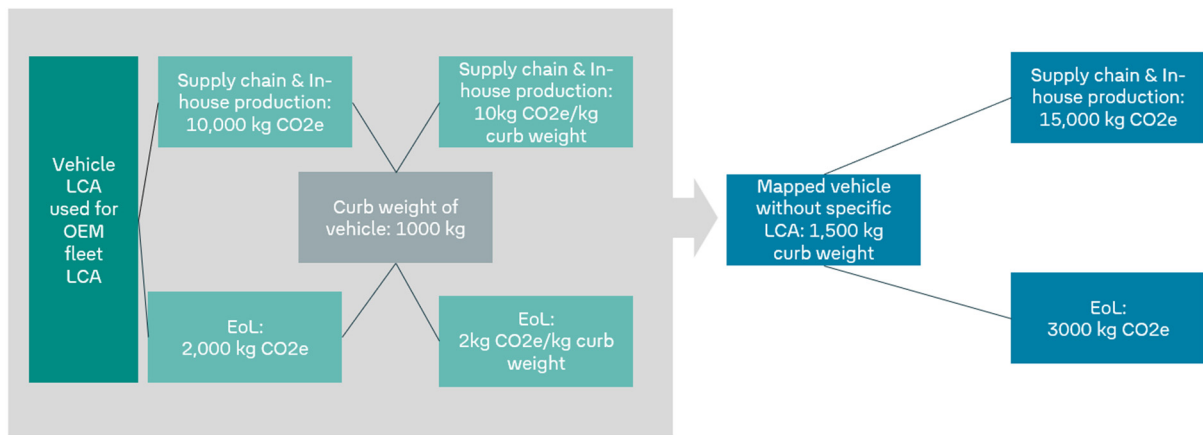 Vehicle
LCA
used for
OEM
fleet
LCA
Supply chain & In-
house production:
10,000 kg CO2e
Supply chain & In-
house production:
10kg CO2e/kg
curb weight
Curb weight of
vehicle: 1000 kg
EoL:
2,000 kg CO2e
EoL:
2kg CO2e/kg curb
weight
Mapped vehicle
without specific
LCA: 1,500 kg
curb weight
Supply chain & In-
house production:
15,000 kg CO2e
EoL:
3000 kg CO2e